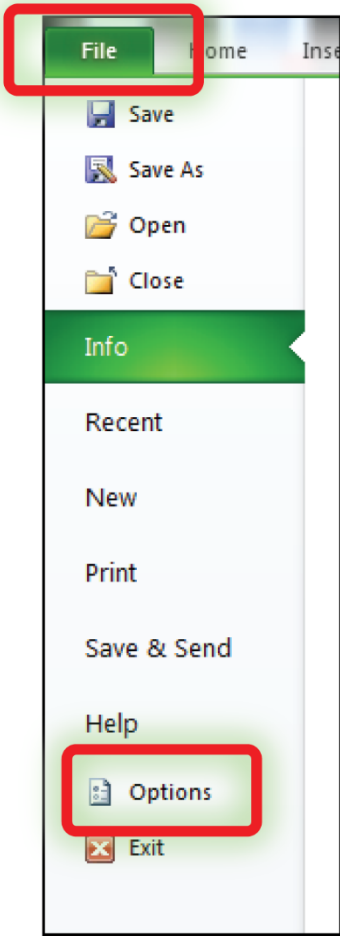 File Home Inse
Save
Save As
Open
Close
Info
Recent
New
Print
Save & Send
Help
Options
Exit